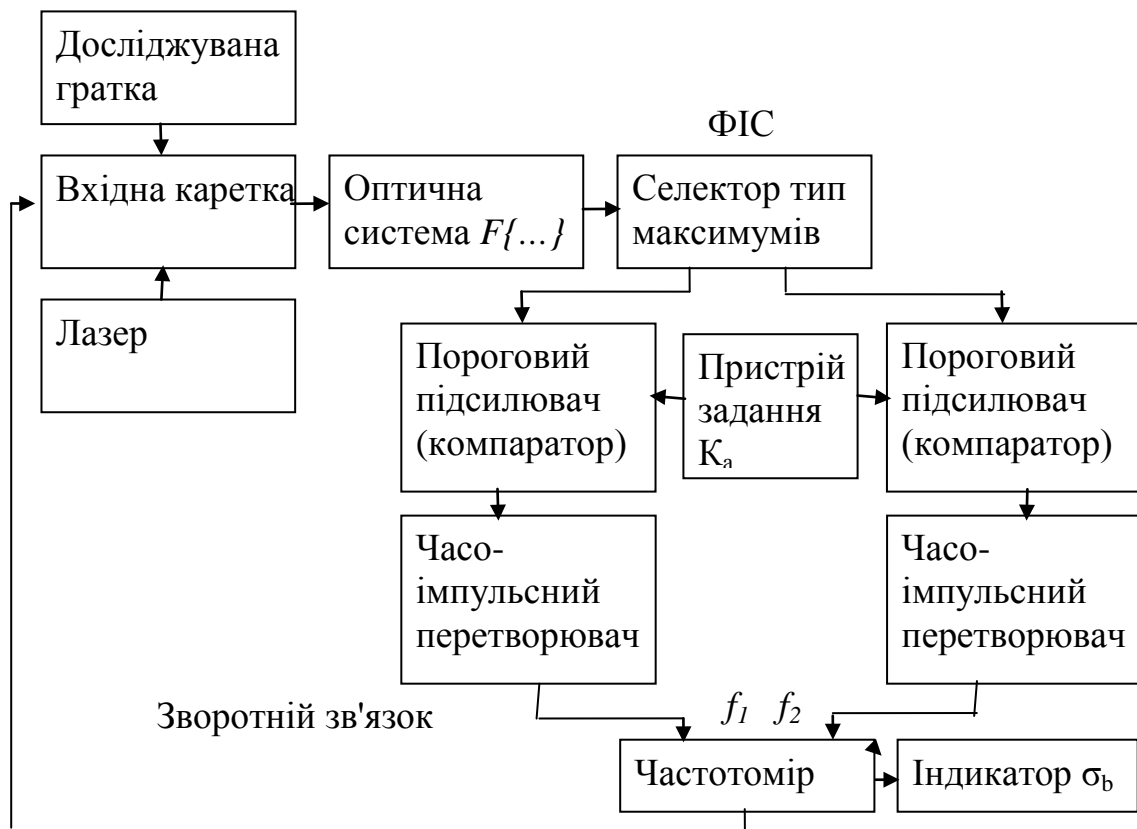 Досліджувана
гратка
ФІС
Вхідна каретка
Оптична
система F{...}
Селектор тип
максимумів
Лазер
Пороговий
підсилювач
(компаратор)
Пристрій
задання
Kа
Пороговий
підсилювач
(компаратор)
Часо-
імпульсний
перетворювач
Часо-
імпульсний
перетворювач
Зворотній зв'язок
f1 f2
Частотомір
Індикатор σb